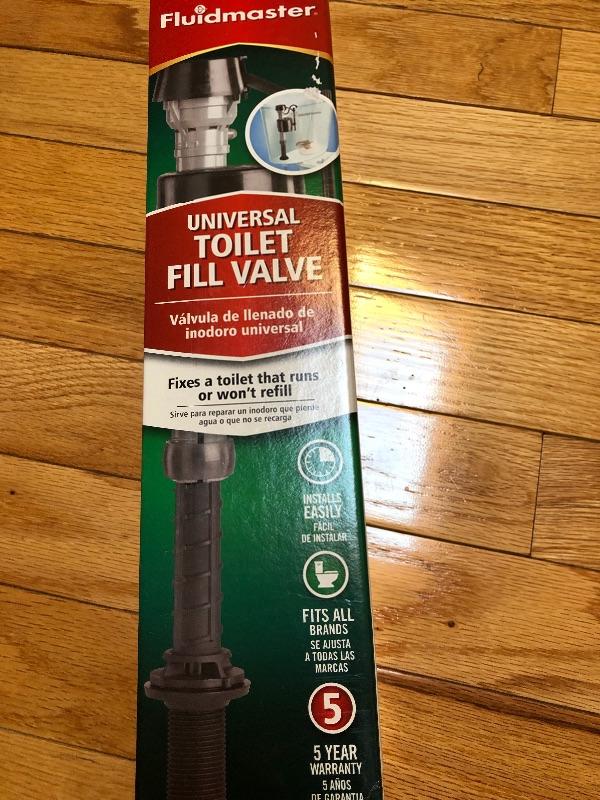 Fluidmaster
UNIVERSAL
TOILET
FILL VALVE
Válvula de llenado de
inodoro universal
Fixes a toilet that runs
or won't refill
Sirve para reparar un inodoro que pierde
agua o que no se recarga
INSTALLS
EASILY
FÁCIL
DE INSTALAR
FITS ALL
BRANDS
SE AJUSTA
A TODAS LAS
MARCAS
5
5 YEAR
WARRANTY
5 AÑOS
DE GARANTIA